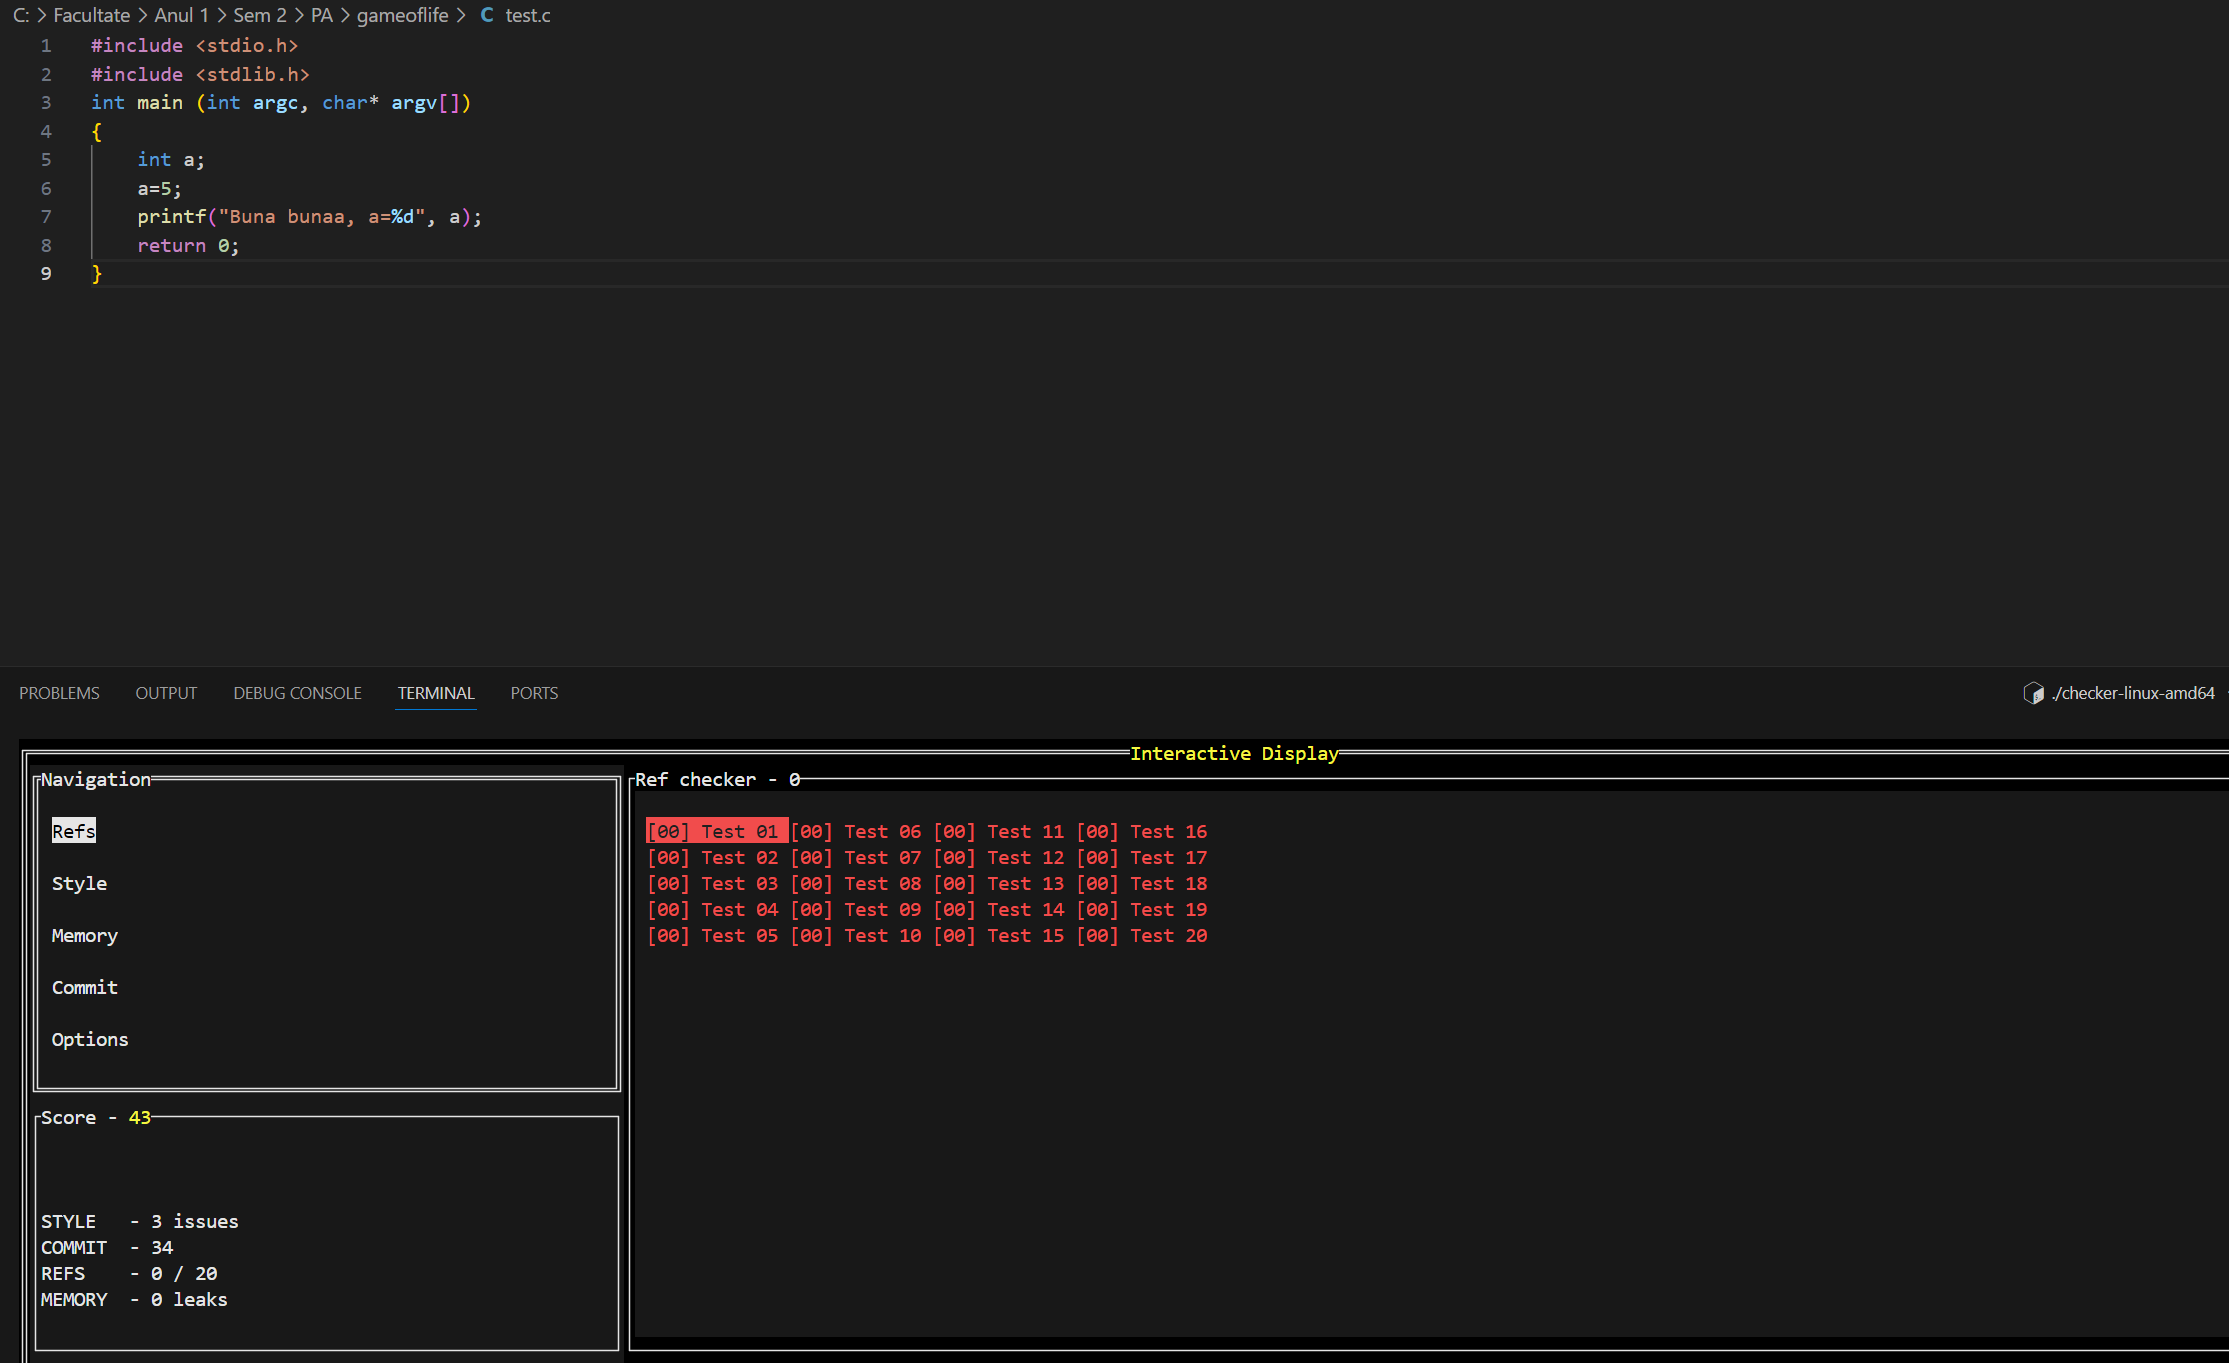 C: > Facultate > Anul 1 > Sem 2 > PA > gameoflife > C test.c
1 #include <stdio.h>
2 #include <stdlib.h>
3 int main (int argc, char* argv[])
4 {
5     int a;
6     a=5;
7     printf("Buna bunaa, a=%d", a);
8     return 0;
9 }
PROBLEMS OUTPUT DEBUG CONSOLE TERMINAL PORTS ./checker-linux-amd64
Interactive Display
Navigation
Refs
Style
Memory
Commit
Options
Score - 43
STYLE - 3 issues
COMMIT - 34
REFS - 0 / 20
MEMORY - 0 leaks
Ref checker - 0
[00] Test 01 [00] Test 06 [00] Test 11 [00] Test 16
[00] Test 02 [00] Test 07 [00] Test 12 [00] Test 17
[00] Test 03 [00] Test 08 [00] Test 13 [00] Test 18
[00] Test 04 [00] Test 09 [00] Test 14 [00] Test 19
[00] Test 05 [00] Test 10 [00] Test 15 [00] Test 20